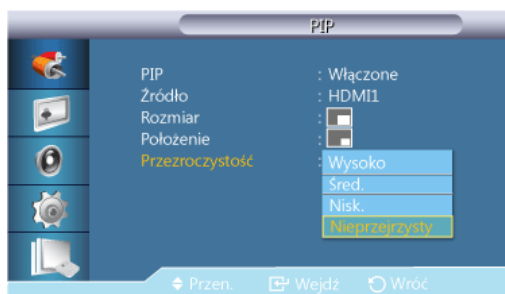 PIP
PIP : Włączone
Źródło : HDMI1
Rozmiar :
Położenie :
Przezroczystość : Wysoko
Śred.
Nisk.
Nieprzejrzysty
Przen. Wejdź Wróć